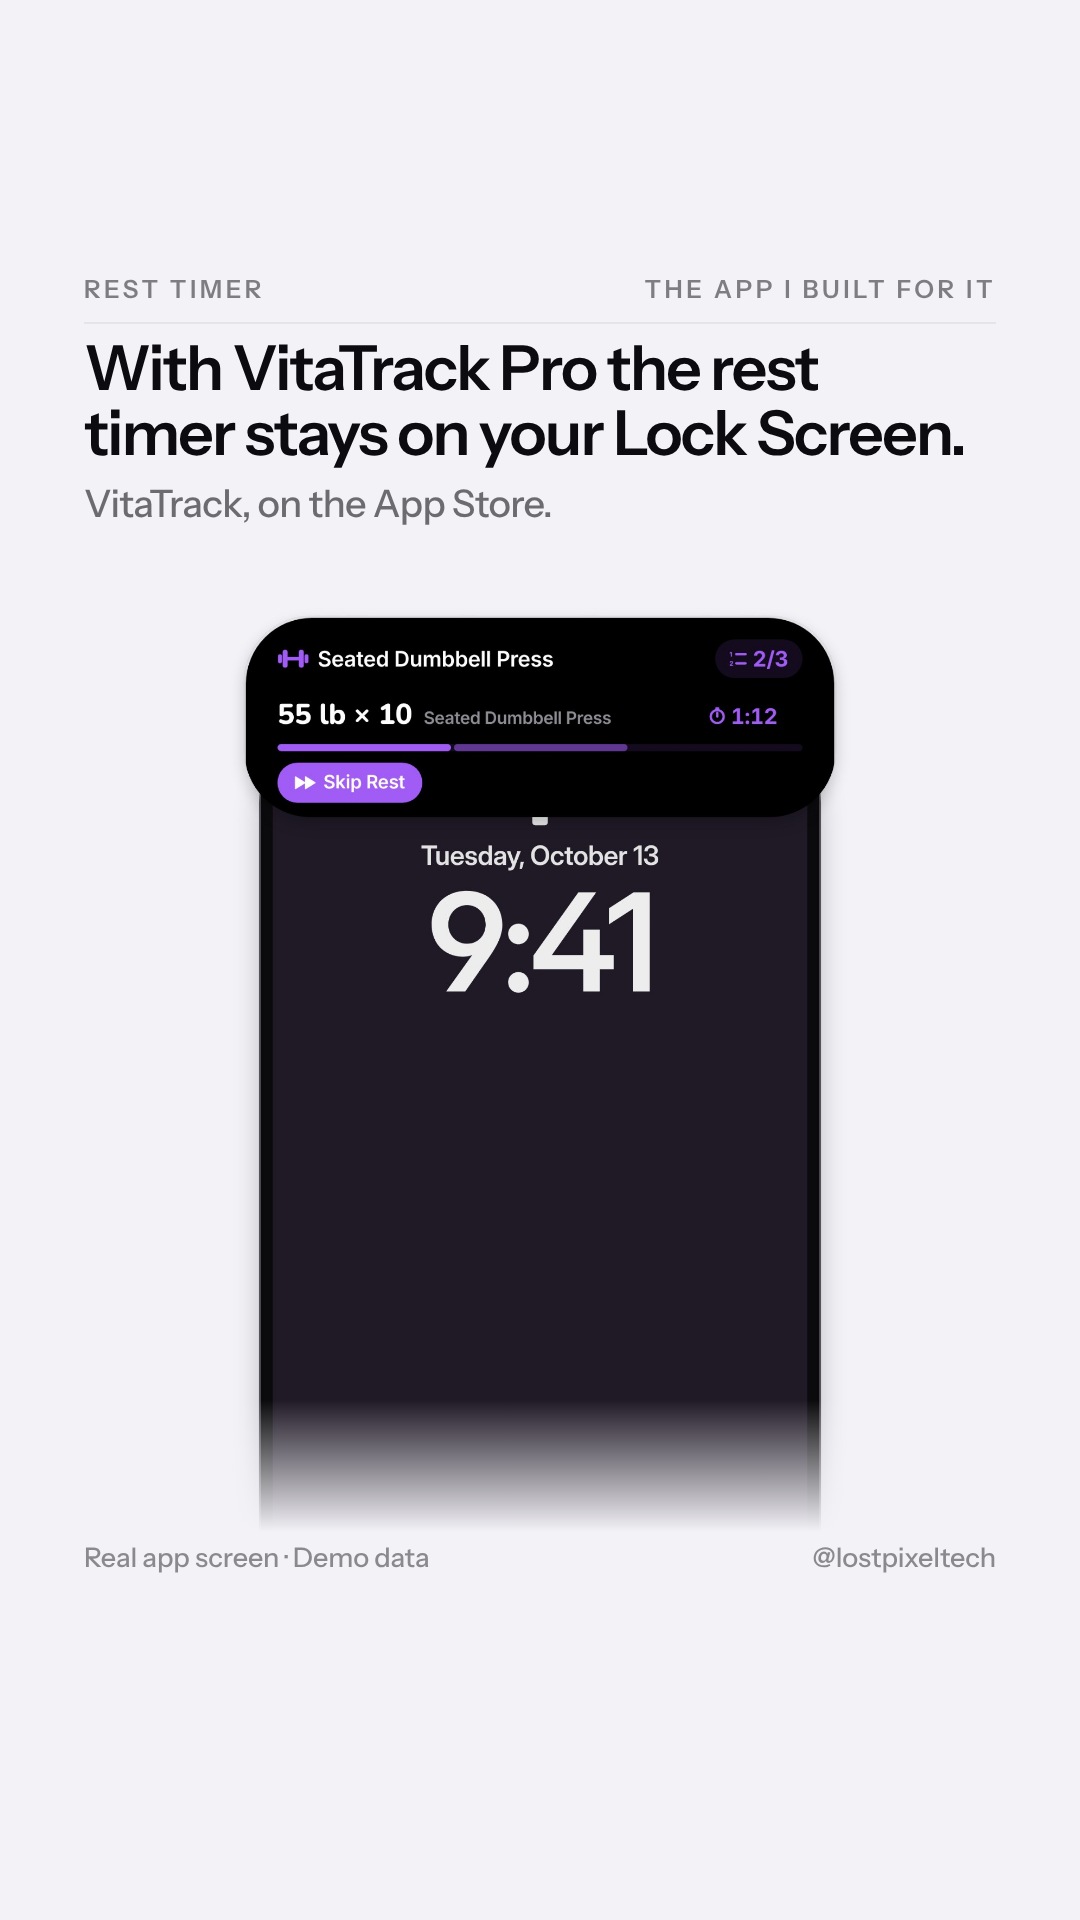 REST TIMER
THE APP I BUILT FOR IT
With VitaTrack Pro the rest
timer stays on your Lock Screen.
VitaTrack, on the App Store.
Seated Dumbbell Press
2/3
55 lb × 10 Seated Dumbbell Press
1:12
Skip Rest
Tuesday, October 13
9:41
Real app screen · Demo data
@lostpixeltech